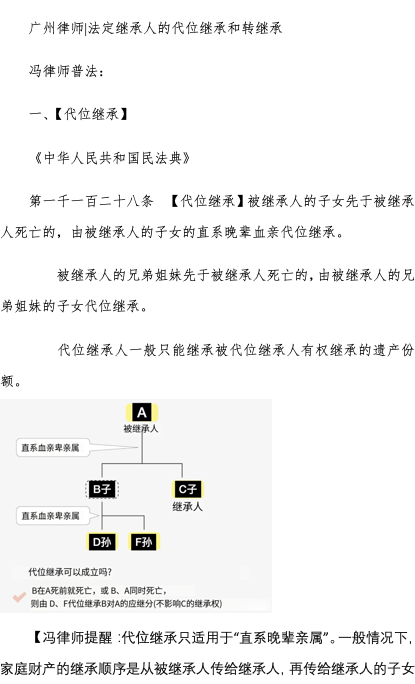 广州律师|法定继承人的代位继承和转继承
冯律师普法：
一、【代位继承】
《中华人民共和国民法典》
第一千一百二十八条 【代位继承】被继承人的子女先于被继承
人死亡的，由被继承人的子女的直系晚辈血亲代位继承。
被继承人的兄弟姐妹先于被继承人死亡的，由被继承人的兄
弟姐妹的子女代位继承。
代位继承人一般只能继承被代位继承人有权继承的遗产份
额。
A
被继承人
直系血亲卑亲属
B子
C子
继承人
直系血亲卑亲属
D孙
F孙
代位继承可以成立吗?
B在A死前就死亡，或 B、A同时死亡，
则由 D、F代位继承B对A的应继分(不影响C的继承权)
【冯律师提醒：代位继承只适用于“直系晚辈亲属”。一般情况下，
家庭财产的继承顺序是从被继承人传给继承人，再传给继承人的子女